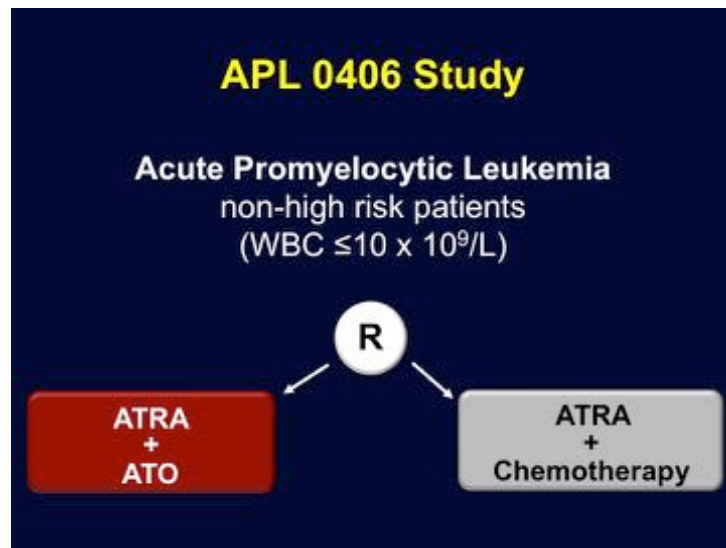 APL 0406 Study
Acute Promyelocytic Leukemia
non-high risk patients
(WBC ≤10 x 10⁹/L)
R
ATRA
+
ATO
ATRA
+
Chemotherapy